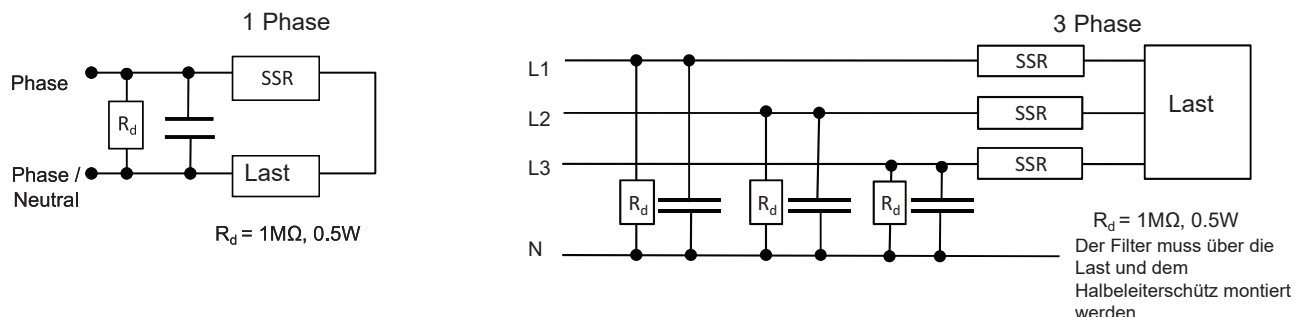 1 Phase
Phase
SSR
Rd
Phase /
Neutral
Last
Rd = 1MΩ, 0.5W
3 Phase
L1
SSR
L2
SSR
Last
L3
SSR
Rd
Rd
Rd
N
Rd = 1MΩ, 0.5W
Der Filter muss über die
Last und dem
Halbeleiterschütz montiert
werden